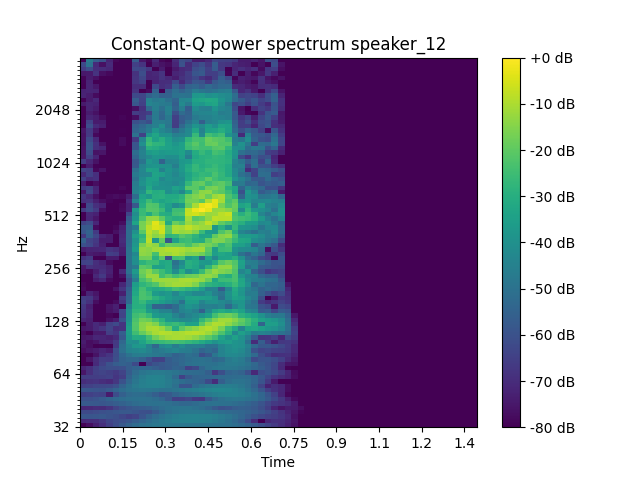 Constant-Q power spectrum speaker_12
Hz
2048
1024
512
256
128
64
32
0 0.15 0.3 0.45 0.6 0.75 0.9 1.1 1.2 1.4
Time
+0 dB
-10 dB
-20 dB
-30 dB
-40 dB
-50 dB
-60 dB
-70 dB
-80 dB